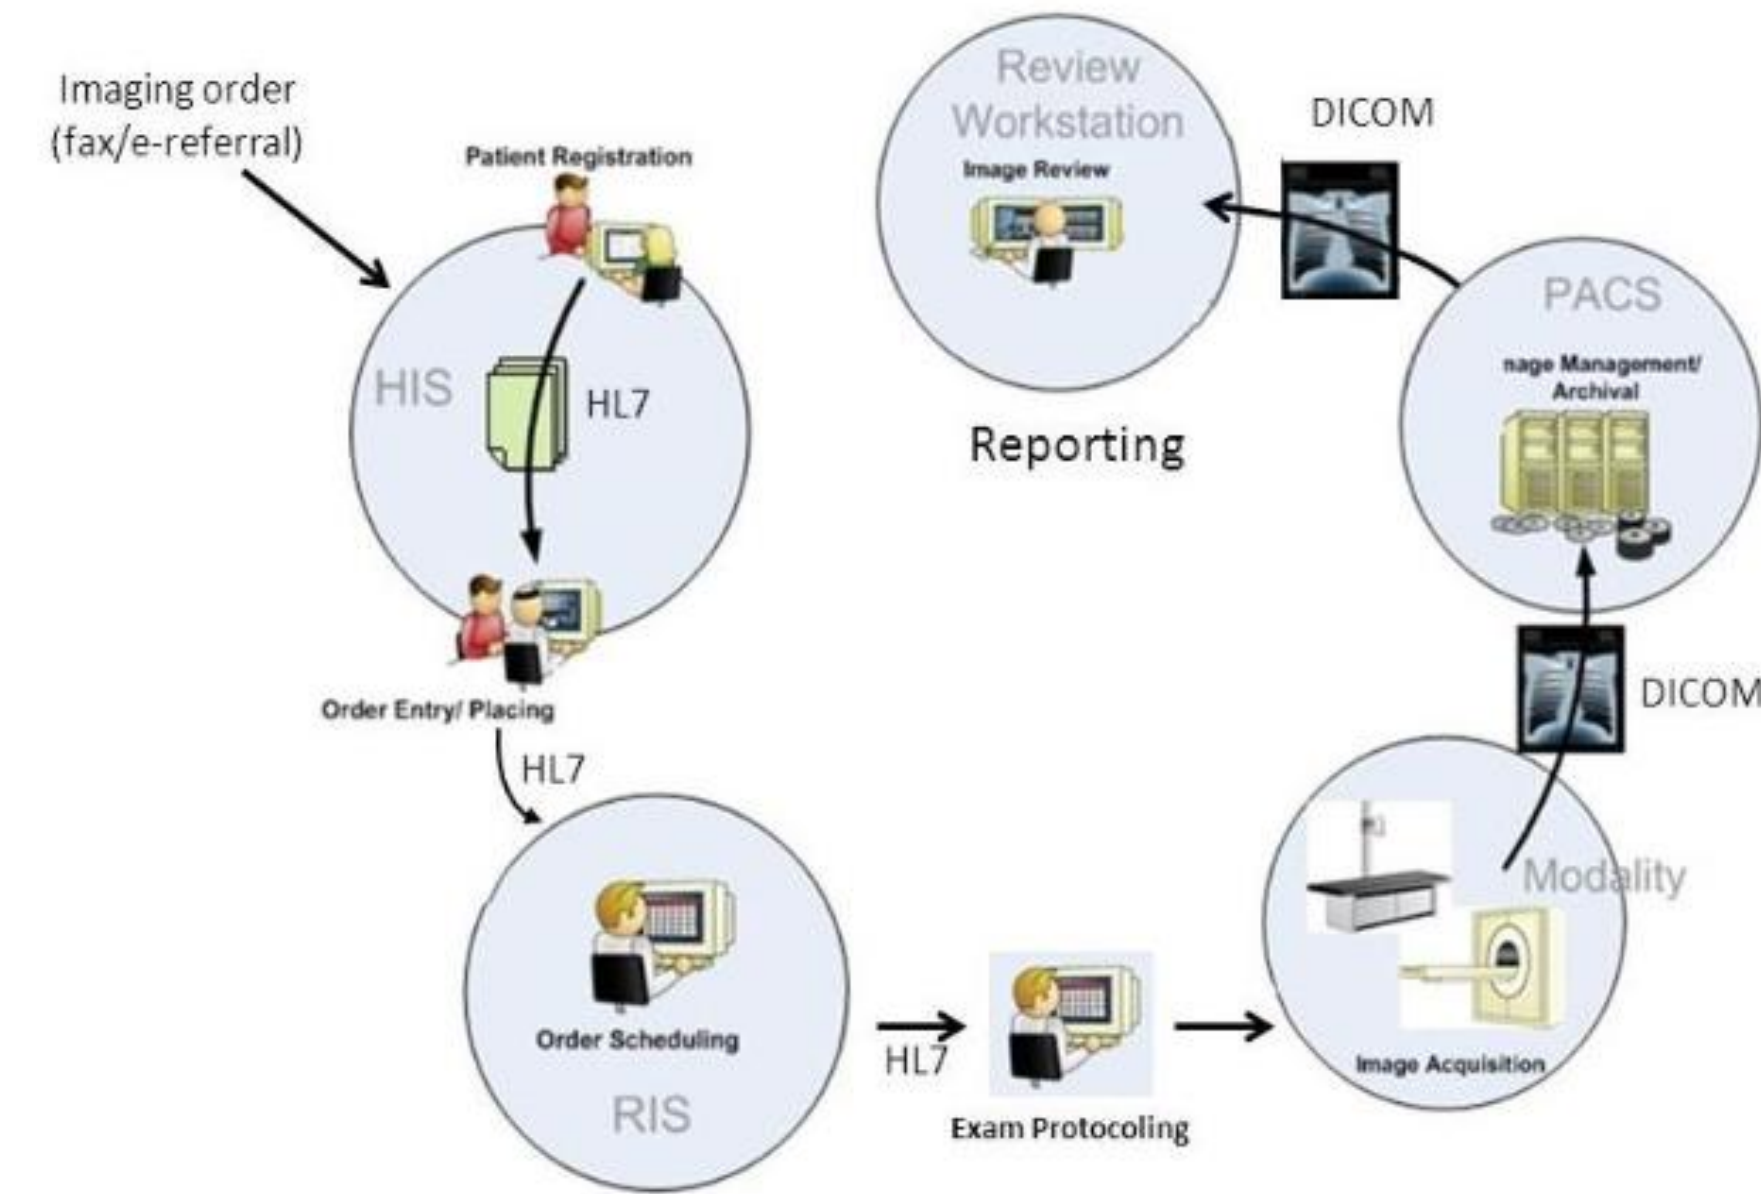 Imaging order
(fax/e-referral)
Patient Registration
HIS
HL7
Order Entry/ Placing
HL7
Order Scheduling
RIS
HL7
Exam Protocoling
Modality
Image Acquisition
DICOM
PACS
nage Management/
Archival
DICOM
Review
Workstation
Image Review
Reporting